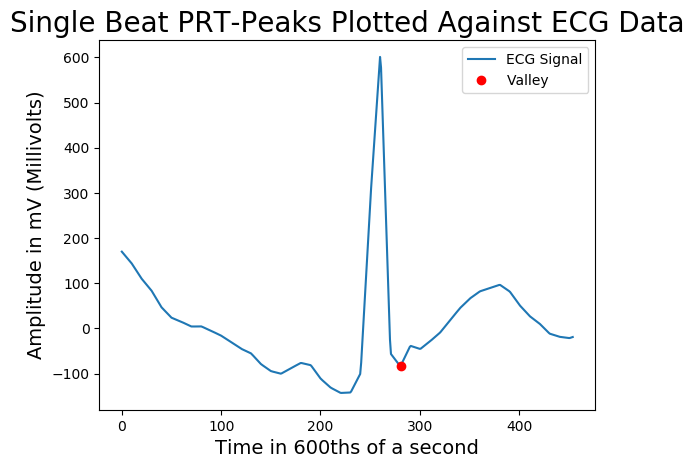 Single Beat PRT-Peaks Plotted Against ECG Data
ECG Signal
Valley
Amplitude in mV (Millivolts)
600
500
400
300
200
100
0
−100
0 100 200 300 400
Time in 600ths of a second